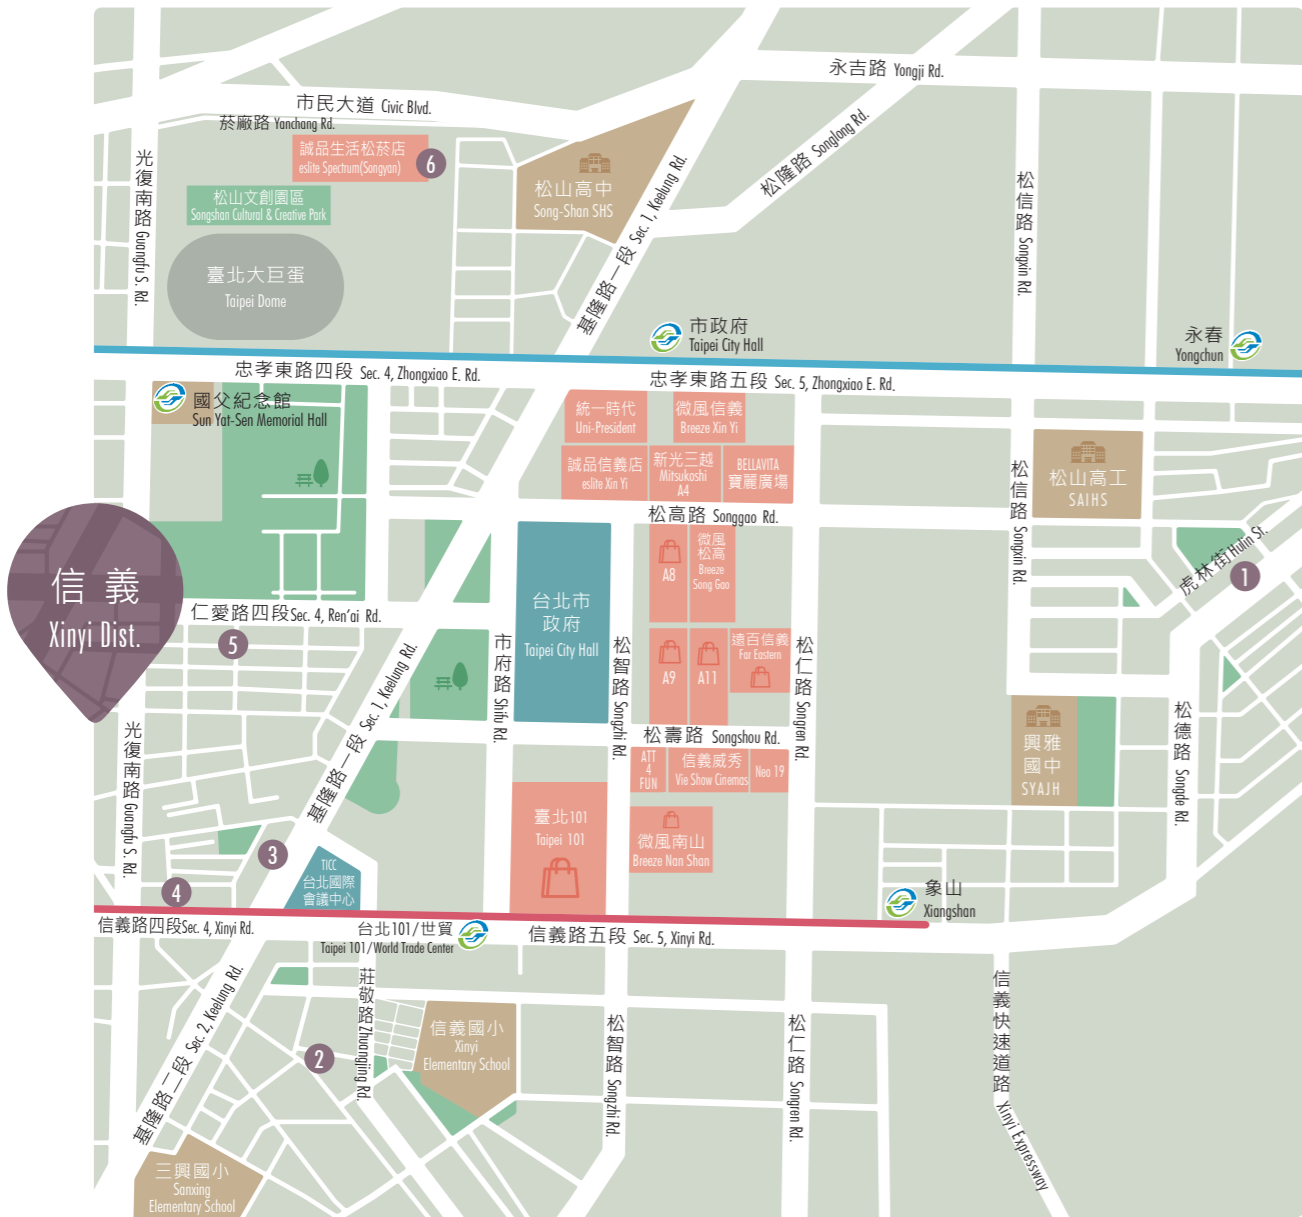 永吉路 Yongji Rd.
市民大道 Civic Blvd.
菸廠路 Yanchang Rd.
誠品生活松菸店
eslite Spectrum(Songyan)
6
松山文創園區
Songshan Cultural & Creative Park
臺北大巨蛋
Taipei Dome
光復南路 Guangfu S. Rd.
松山高中
Song-Shan SHS
基隆路一段 Sec. 1, Keelung Rd.
松隆路 Songlong Rd.
松信路 Songxin Rd.
市政府
Taipei City Hall
永春
Yongchun
忠孝東路四段 Sec. 4, Zhongxiao E. Rd.
忠孝東路五段 Sec. 5, Zhongxiao E. Rd.
國父紀念館
Sun Yat-Sen Memorial Hall
統一時代
Uni-President
微風信義
Breeze Xin Yi
誠品信義店
eslite Xin Yi
新光三越
Mitsukoshi
A4
BELLAVITA
寶麗廣場
松山高工
SAIHS
松信路 Songxin Rd.
松高路 Songgao Rd.
虎林街 Hulin St.
1
信義
Xinyi Dist.
A8
微風
松高
Breeze
Song Gao
台北市
政府
Taipei City Hall
仁愛路四段 Sec. 4, Ren'ai Rd.
5
基隆路一段 Sec. 1, Keelung Rd.
市府路 Shifu Rd.
松智路 Songzhi Rd.
A9
A11
遠百信義
Far Eastern
松仁路 Songren Rd.
松壽路 Songshou Rd.
興雅
國中
SYAJH
松德路 Songde Rd.
光復南路 Guangfu S. Rd.
ATT
4
FUN
信義威秀
Vie Show Cinemas
Neo 19
臺北101
Taipei 101
微風南山
Breeze Nan Shan
3
TICC
台北國際
會議中心
4
象山
Xiangshan
信義路四段 Sec. 4, Xinyi Rd.
台北101/世貿
Taipei 101/World Trade Center
信義路五段 Sec. 5, Xinyi Rd.
基隆路二段 Sec. 2, Keelung Rd.
莊敬路 Zhuangjing Rd.
2
信義國小
Xinyi
Elementary School
松智路 Songzhi Rd.
松仁路 Songren Rd.
信義快速道路 Xinyi Expressway
三興國小
Sanxing
Elementary School